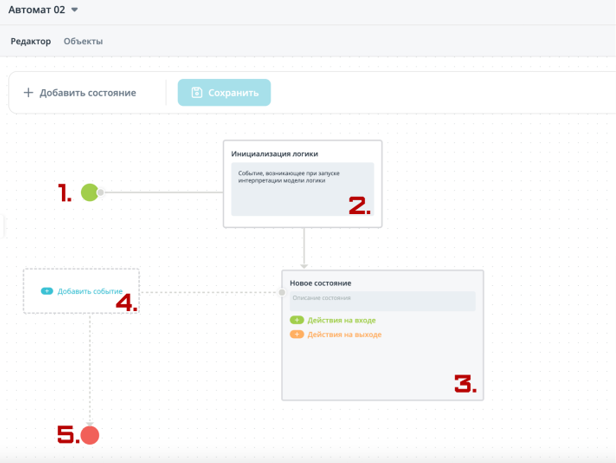 Автомат 02
Редактор Объекты
Добавить состояние
Сохранить
Инициализация логики
Событие, возникающее при запуске
интерпретации модели логики
1.
2.
Добавить событие
4.
Новое состояние
Описание состояния
Действия на входе
Действия на выходе
3.
5.